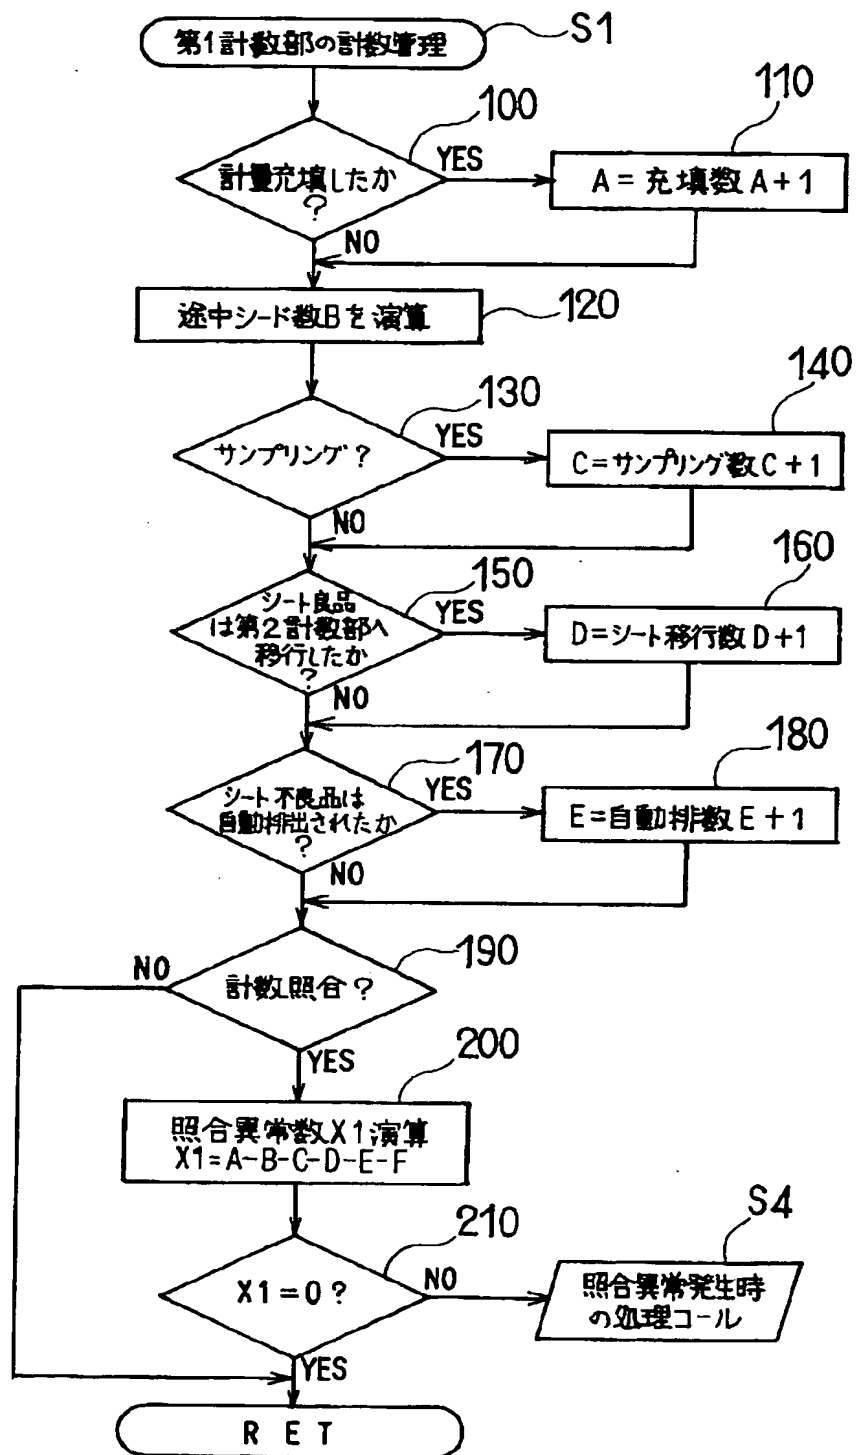 第1計数部の計数管理
S1
100
110
計量充填したか
?
YES
A=充填数A+1
NO
途中シード数Bを演算
120
130
140
サンプリング?
YES
C=サンプリング数C+1
NO
150
160
シート良品
は第2計数部へ
移行したか
?
YES
D=シート移行数D+1
NO
170
180
シート不良品は
自動排出されたか
?
YES
E=自動排数E+1
NO
190
NO
計数照合?
YES
200
照合異常数X1演算
X1=A-B-C-D-E-F
210
S4
X1=0?
NO
照合異常発生時
の処理コール
YES
RET